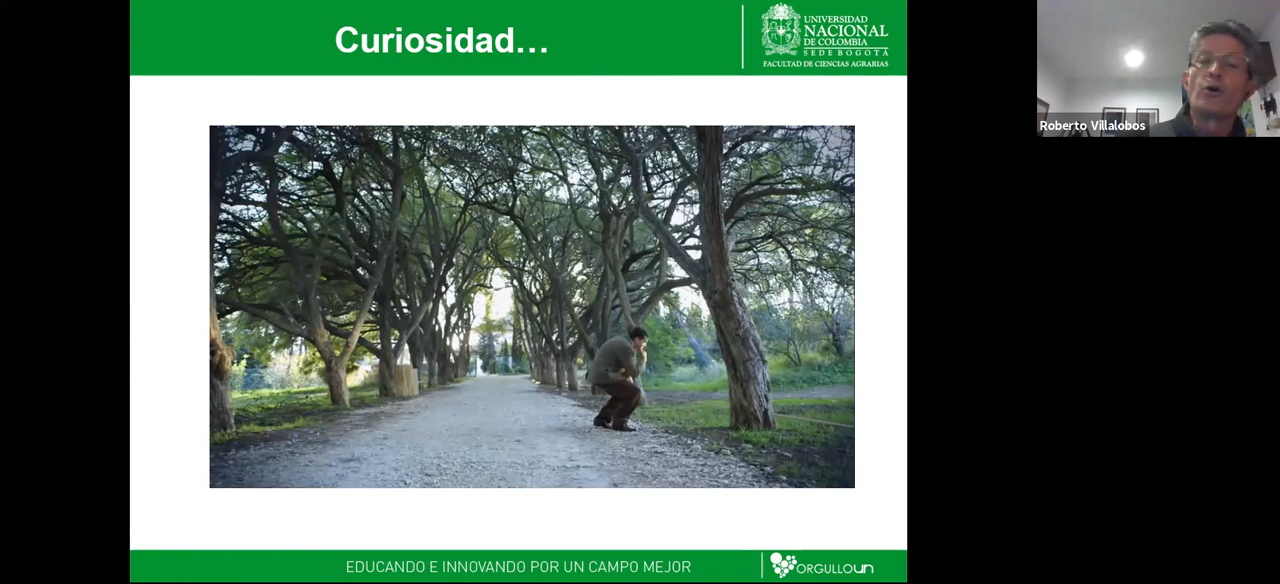 Curiosidad...
UNIVERSIDAD
NACIONAL
DE COLOMBIA
SEDE BOGOTÁ
FACULTAD DE CIENCIAS AGRARIAS
Roberto Villalobos
EDUCANDO E INNOVANDO POR UN CAMPO MEJOR
ORGULLOUN